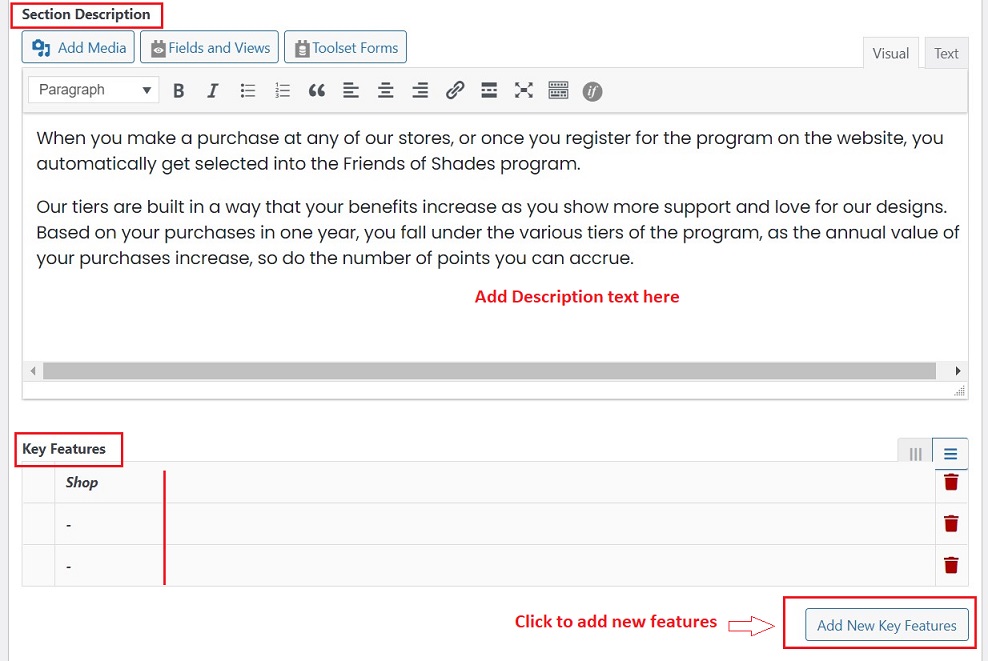 Section Description
Add Media Fields and Views Toolset Forms
Visual Text
Paragraph B I if
When you make a purchase at any of our stores, or once you register for the program on the website, you
automatically get selected into the Friends of Shades program.
Our tiers are built in a way that your benefits increase as you show more support and love for our designs.
Based on your purchases in one year, you fall under the various tiers of the program, as the annual value of
your purchases increase, so do the number of points you can accrue.
Add Description text here
Key Features
Shop
-
-
Click to add new features
Add New Key Features